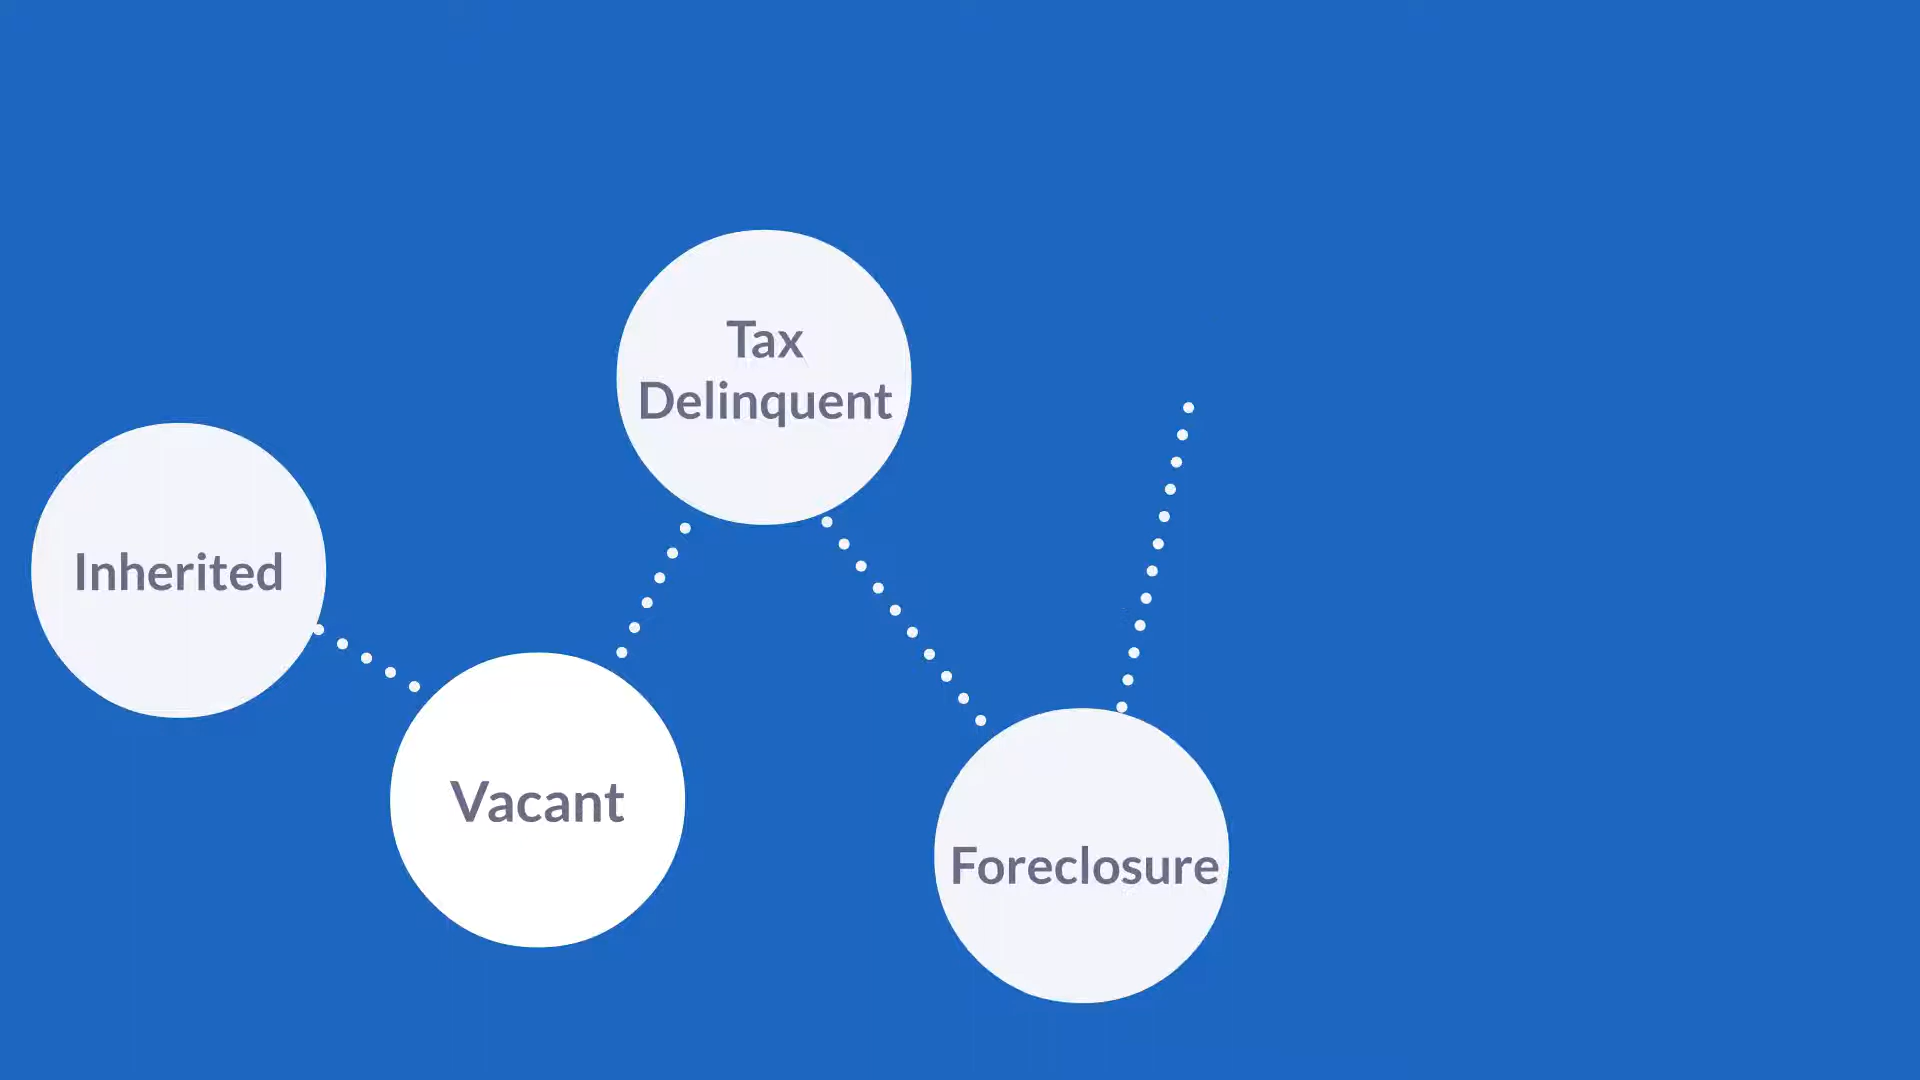 Inherited
Vacant
Tax
Delinquent
Foreclosure